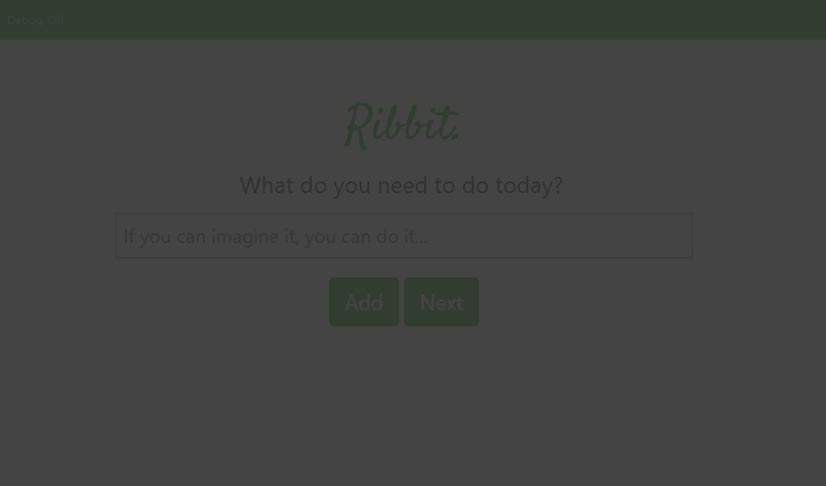 Debug Off
Ribbit.
What do you need to do today?
If you can imagine it, you can do it...
Add Next